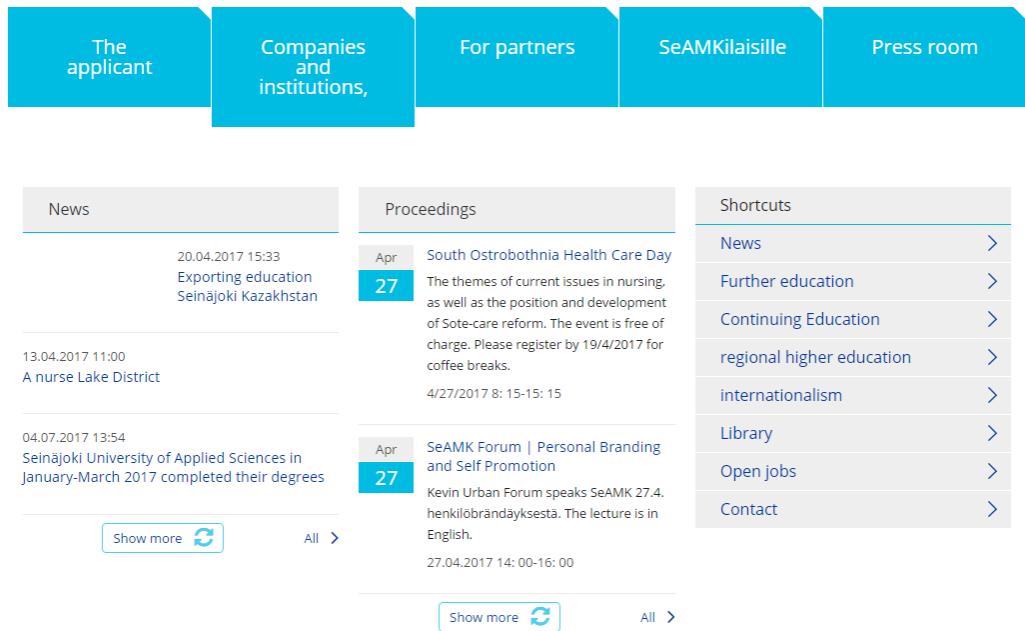 The
applicant
Companies
and
institutions,
For partners
SeAMKilaisille
Press room
News
20.04.2017 15:33
Exporting education
Seinäjoki Kazakhstan
13.04.2017 11:00
A nurse Lake District
04.07.2017 13:54
Seinäjoki University of Applied Sciences in
January-March 2017 completed their degrees
Show more
All
Proceedings
Apr
27
South Ostrobothnia Health Care Day
The themes of current issues in nursing,
as well as the position and development
of Sote-care reform. The event is free of
charge. Please register by 19/4/2017 for
coffee breaks.
4/27/2017 8: 15-15: 15
Apr
27
SeAMK Forum | Personal Branding
and Self Promotion
Kevin Urban Forum speaks SeAMK 27.4.
henkilöbrändäyksestä. The lecture is in
English.
27.04.2017 14: 00-16: 00
Show more
All
Shortcuts
News
Further education
Continuing Education
regional higher education
internationalism
Library
Open jobs
Contact